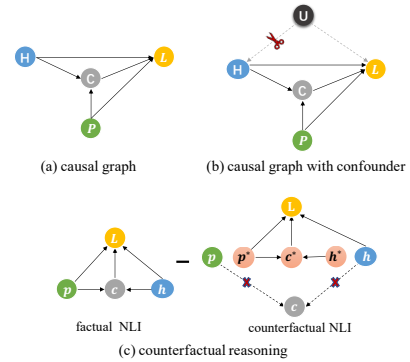 U
H
L
C
P
H
L
C
P
(a) causal graph
(b) causal graph with confounder
L
p
c
h
−
L
p
p*
c*
h*
h
c
factual NLI
counterfactual NLI
(c) counterfactual reasoning